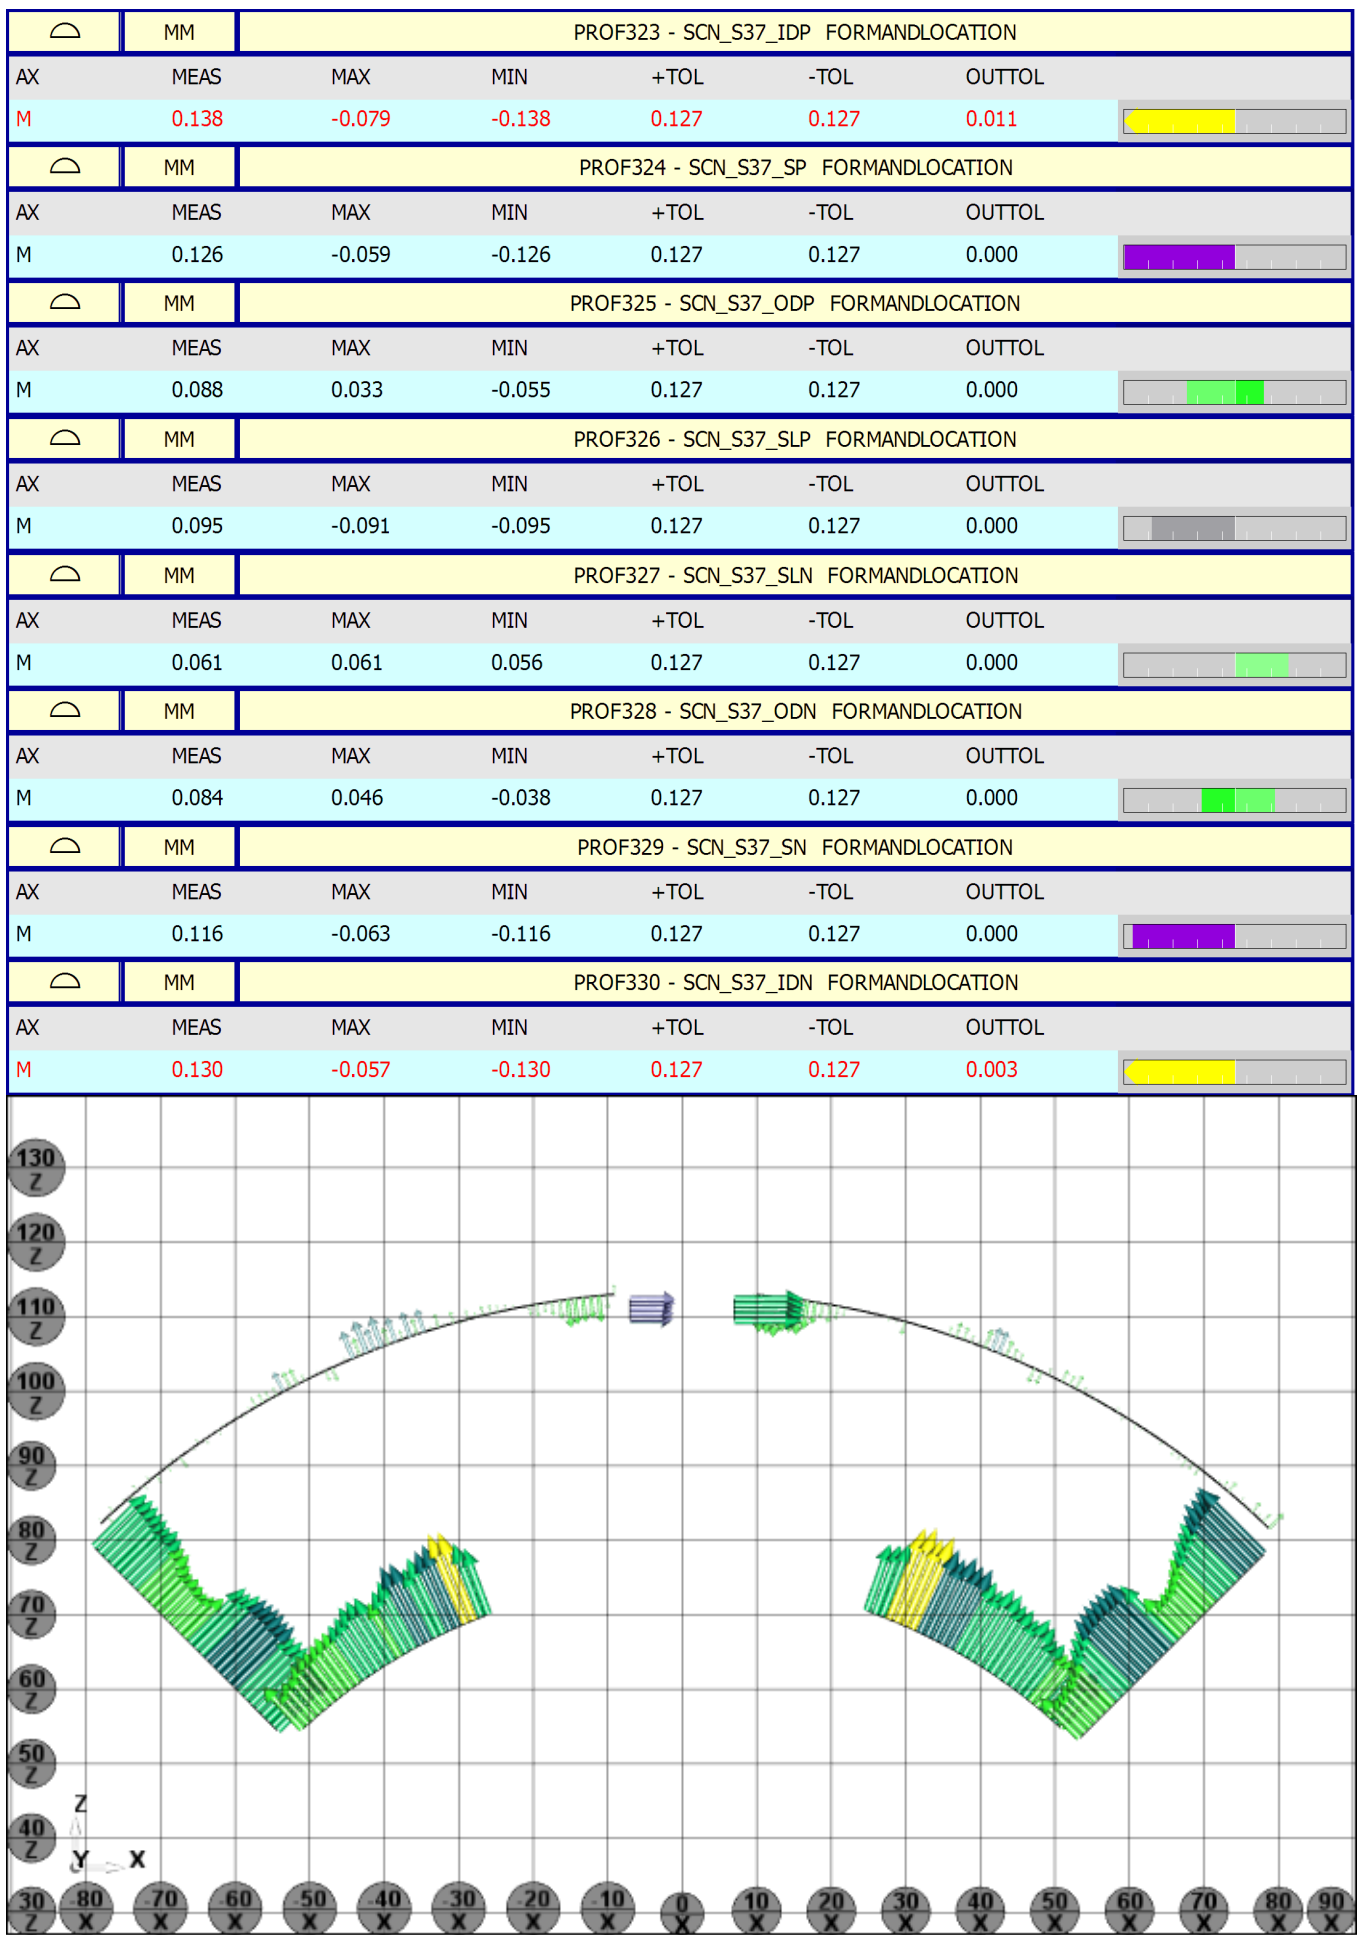 MM PROF323 - SCN_S37_IDP FORMANDLOCATION
AX MEAS MAX MIN +TOL -TOL OUTTOL
M 0.138 -0.079 -0.138 0.127 0.127 0.011
MM PROF324 - SCN_S37_SP FORMANDLOCATION
AX MEAS MAX MIN +TOL -TOL OUTTOL
M 0.126 -0.059 -0.126 0.127 0.127 0.000
MM PROF325 - SCN_S37_ODP FORMANDLOCATION
AX MEAS MAX MIN +TOL -TOL OUTTOL
M 0.088 0.033 -0.055 0.127 0.127 0.000
MM PROF326 - SCN_S37_SLP FORMANDLOCATION
AX MEAS MAX MIN +TOL -TOL OUTTOL
M 0.095 -0.091 -0.095 0.127 0.127 0.000
MM PROF327 - SCN_S37_SLN FORMANDLOCATION
AX MEAS MAX MIN +TOL -TOL OUTTOL
M 0.061 0.061 0.056 0.127 0.127 0.000
MM PROF328 - SCN_S37_ODN FORMANDLOCATION
AX MEAS MAX MIN +TOL -TOL OUTTOL
M 0.084 0.046 -0.038 0.127 0.127 0.000
MM PROF329 - SCN_S37_SN FORMANDLOCATION
AX MEAS MAX MIN +TOL -TOL OUTTOL
M 0.116 -0.063 -0.116 0.127 0.127 0.000
MM PROF330 - SCN_S37_IDN FORMANDLOCATION
AX MEAS MAX MIN +TOL -TOL OUTTOL
M 0.130 -0.057 -0.130 0.127 0.127 0.003
130
Z
120
Z
110
Z
100
Z
90
Z
80
Z
70
Z
60
Z
50
Z
Z
40
Z
Y X
30 -80 -70 -60 -50 -40 -30 -20 -10 0 10 20 30 40 50 60 70 80 90
Z X X X X X X X X X X X X X X X X X X